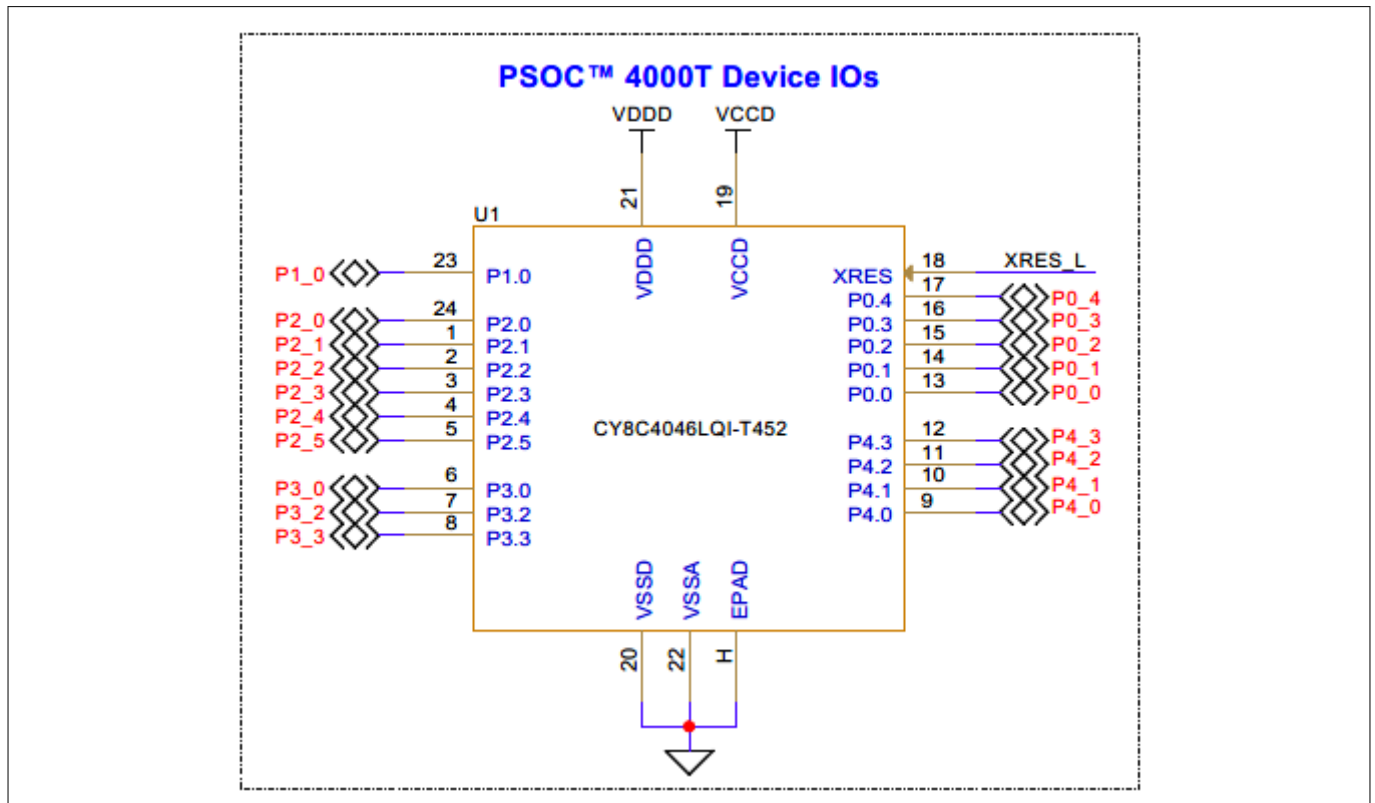 PSOC™ 4000T Device IOs
VDDD VCCD
21 19
U1
VDDD VCCD
P1_0 23 P1.0
XRES 18 XRES_L
P0.4 17 P0_4
P2_0 24 P2.0
P0.3 16 P0_3
P2_1 1 P2.1
P0.2 15 P0_2
P2_2 2 P2.2
P0.1 14 P0_1
P2_3 3 P2.3
P0.0 13 P0_0
P2_4 4 P2.4
CY8C4046LQI-T452
P2_5 5 P2.5
P4.3 12 P4_3
P4.2 11 P4_2
P3_0 6 P3.0
P4.1 10 P4_1
P3_2 7 P3.2
P4.0 9 P4_0
P3_3 8 P3.3
VSSD VSSA EPAD
20 22 H